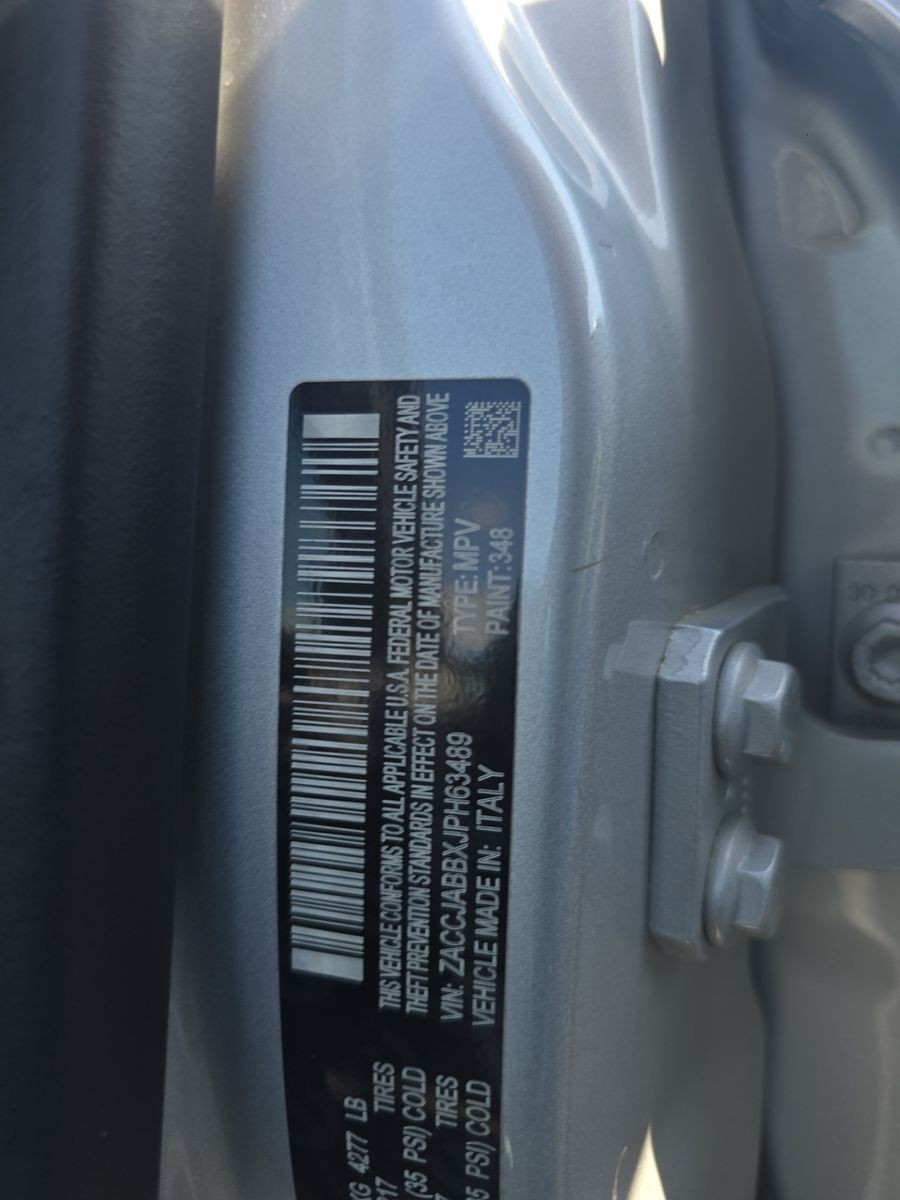 THIS VEHICLE CONFORMS TO ALL APPLICABLE U.S.A. FEDERAL MOTOR VEHICLE SAFETY AND
THEFT PREVENTION STANDARDS IN EFFECT ON THE DATE OF MANUFACTURE SHOWN ABOVE
VIN: ZACCJABBXJPH63489 TYPE: MPV
VEHICLE MADE IN: ITALY PAINT: 348
KG 4277 LB
TIRES
(35 PSI) COLD
TIRES
PSI) COLD